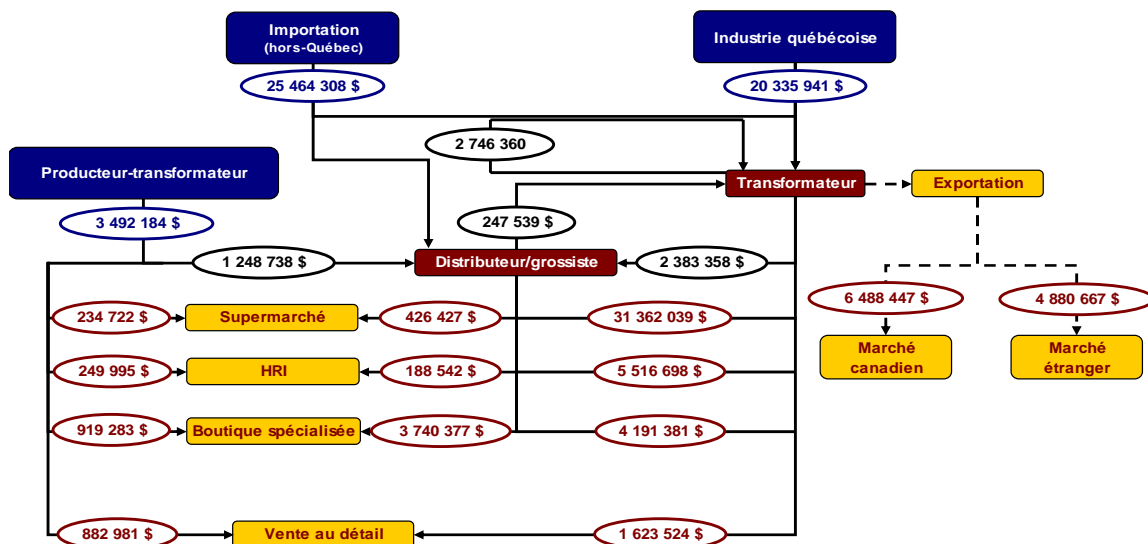 Importation
(hors-Québec)
Industrie québécoise
25 464 308 $
20 335 941 $
2 746 360
Producteur-transformateur
Transformateur
Exportation
3 492 184 $
247 539 $
1 248 738 $
Distributeur/grossiste
2 383 358 $
6 488 447 $
4 880 667 $
234 722 $
Supermarché
426 427 $
31 362 039 $
Marché
canadien
Marché
étranger
249 995 $
HRI
188 542 $
5 516 698 $
919 283 $
Boutique spécialisée
3 740 377 $
4 191 381 $
882 981 $
Vente au détail
1 623 524 $